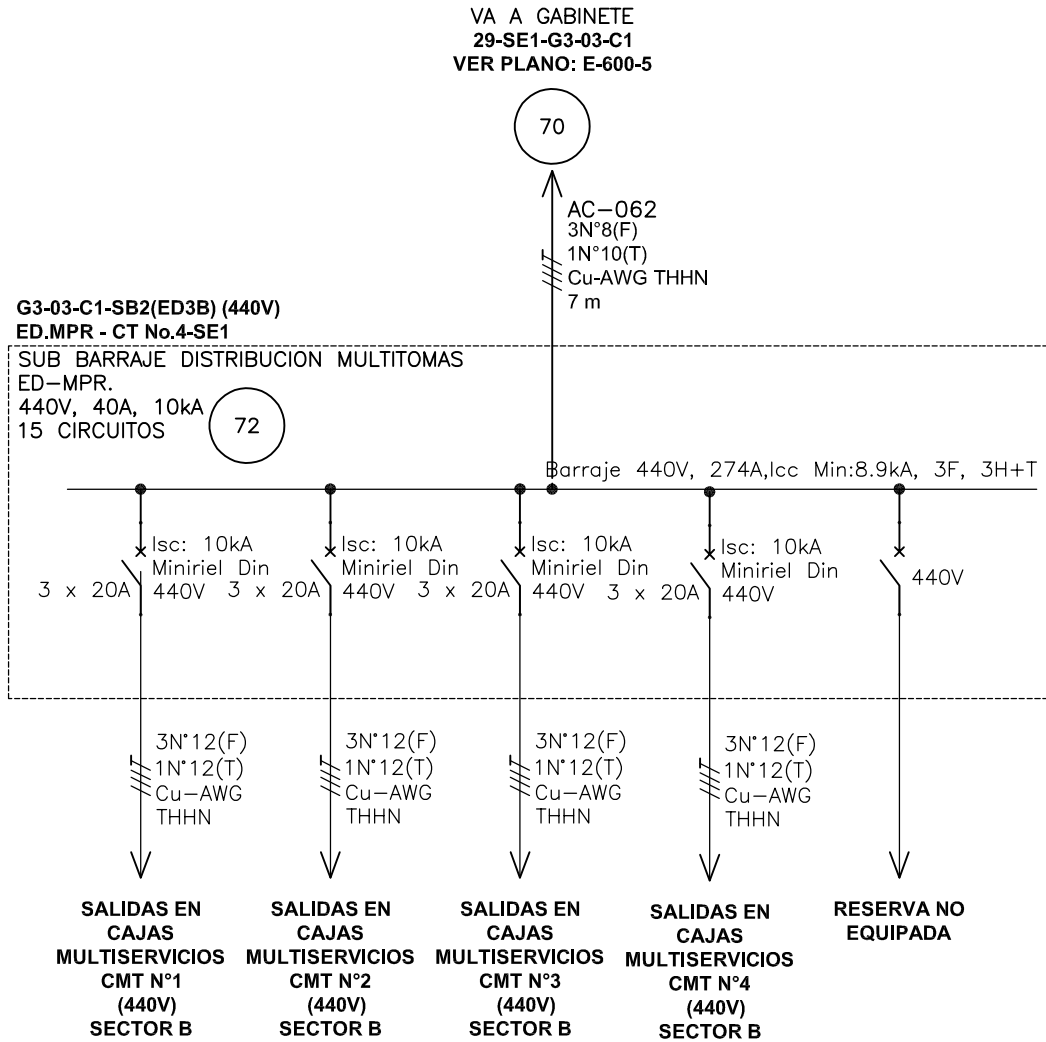 VA A GABINETE
29-SE1-G3-03-C1
VER PLANO: E-600-5
70
AC-062
3N°8(F)
1N°10(T)
Cu-AWG THHN
7 m
G3-03-C1-SB2(ED3B) (440V)
ED.MPR - CT No.4-SE1
SUB BARRAJE DISTRIBUCION MULTITOMAS
ED-MPR.
440V, 40A, 10kA
15 CIRCUITOS
72
Barraje 440V, 274A,Icc Min:8.9kA, 3F, 3H+T
Isc: 10kA
Miniriel Din
3 x 20A 440V
Isc: 10kA
Miniriel Din
3 x 20A 440V
Isc: 10kA
Miniriel Din
3 x 20A 440V
Isc: 10kA
Miniriel Din
3 x 20A 440V
440V
3N°12(F)
1N°12(T)
Cu-AWG
THHN
3N°12(F)
1N°12(T)
Cu-AWG
THHN
3N°12(F)
1N°12(T)
Cu-AWG
THHN
3N°12(F)
1N°12(T)
Cu-AWG
THHN
SALIDAS EN
CAJAS
MULTISERVICIOS
CMT N°1
(440V)
SECTOR B
SALIDAS EN
CAJAS
MULTISERVICIOS
CMT N°2
(440V)
SECTOR B
SALIDAS EN
CAJAS
MULTISERVICIOS
CMT N°3
(440V)
SECTOR B
SALIDAS EN
CAJAS
MULTISERVICIOS
CMT N°4
(440V)
SECTOR B
RESERVA NO
EQUIPADA